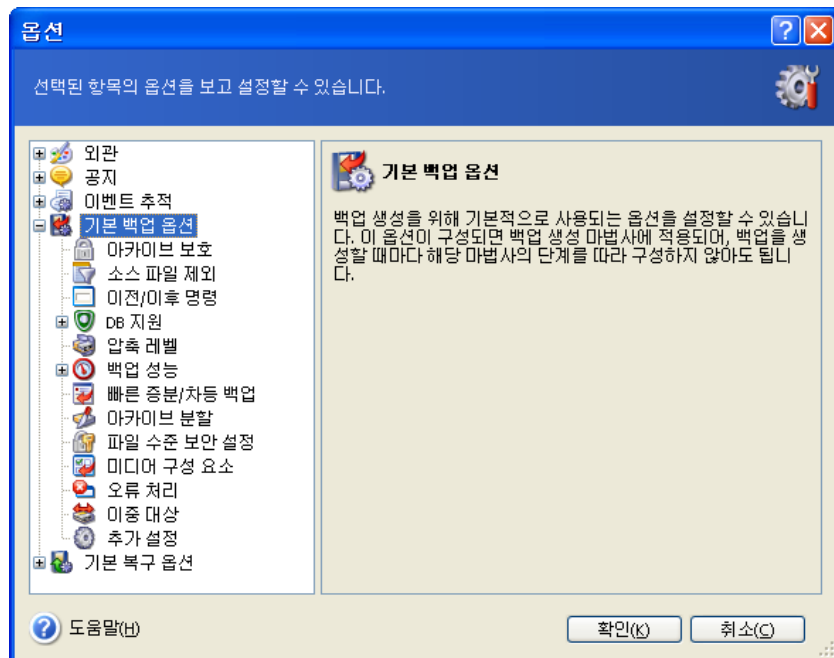 옵션
선택된 항목의 옵션을 보고 설정할 수 있습니다.
외관
공지
이벤트 추적
기본 백업 옵션
아카이브 보호
소스 파일 제외
이전/이후 명령
DB 지원
압축 레벨
백업 성능
빠른 증분/차등 백업
아카이브 분할
파일 수준 보안 설정
미디어 구성 요소
오류 처리
이중 대상
추가 설정
기본 복구 옵션
기본 백업 옵션
백업 생성을 위해 기본적으로 사용되는 옵션을 설정할 수 있습니
다. 이 옵션이 구성되면 백업 생성 마법사에 적용되어, 백업을 생
성할 때마다 해당 마법사의 단계를 따라 구성하지 않아도 됩니
다.
도움말(H)
확인(K)
취소(C)